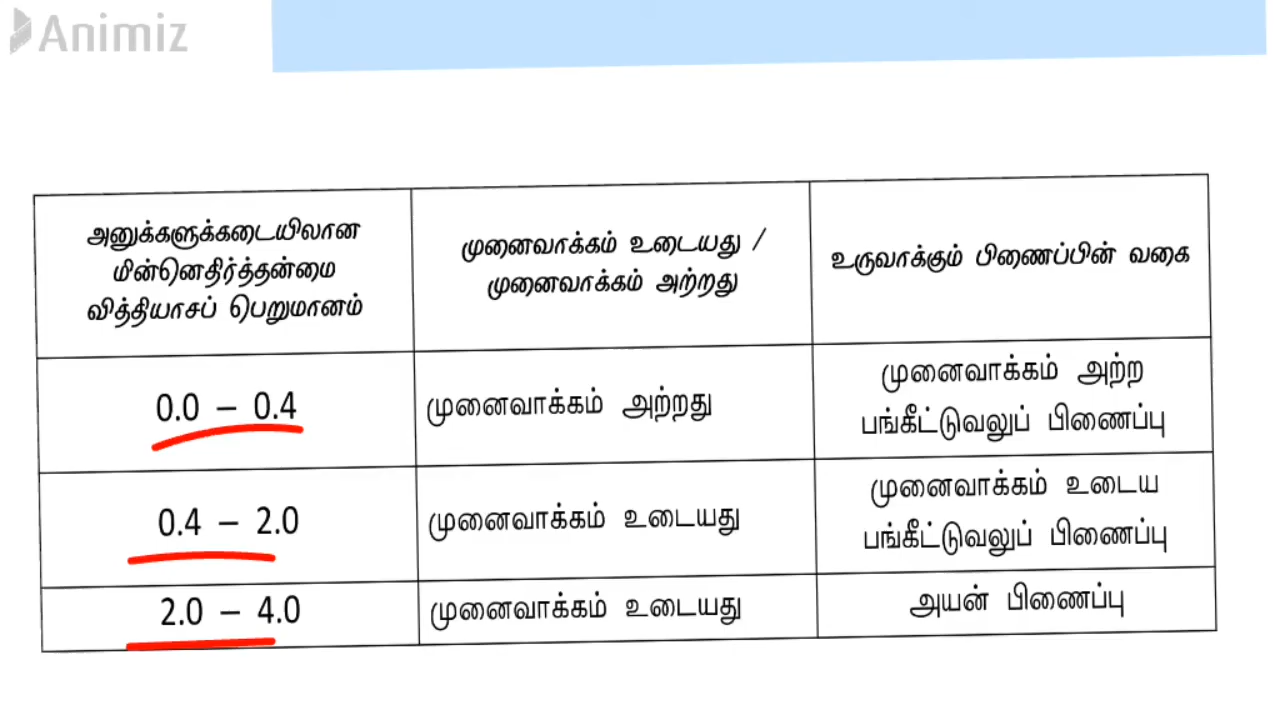 Animiz
அனுக்களுக்கடையிலான
மின்னெதிர்த்தன்மை
வித்தியாசப் பெறுமானம்
முனைவாக்கம் உடையது /
முனைவாக்கம் அற்றது
உருவாக்கும் பிணைப்பின் வகை
0.0 – 0.4
முனைவாக்கம் அற்றது
முனைவாக்கம் அற்ற
பங்கீட்டுவலுப் பிணைப்பு
0.4 – 2.0
முனைவாக்கம் உடையது
முனைவாக்கம் உடைய
பங்கீட்டுவலுப் பிணைப்பு
2.0 – 4.0
முனைவாக்கம் உடையது
அயன் பிணைப்பு